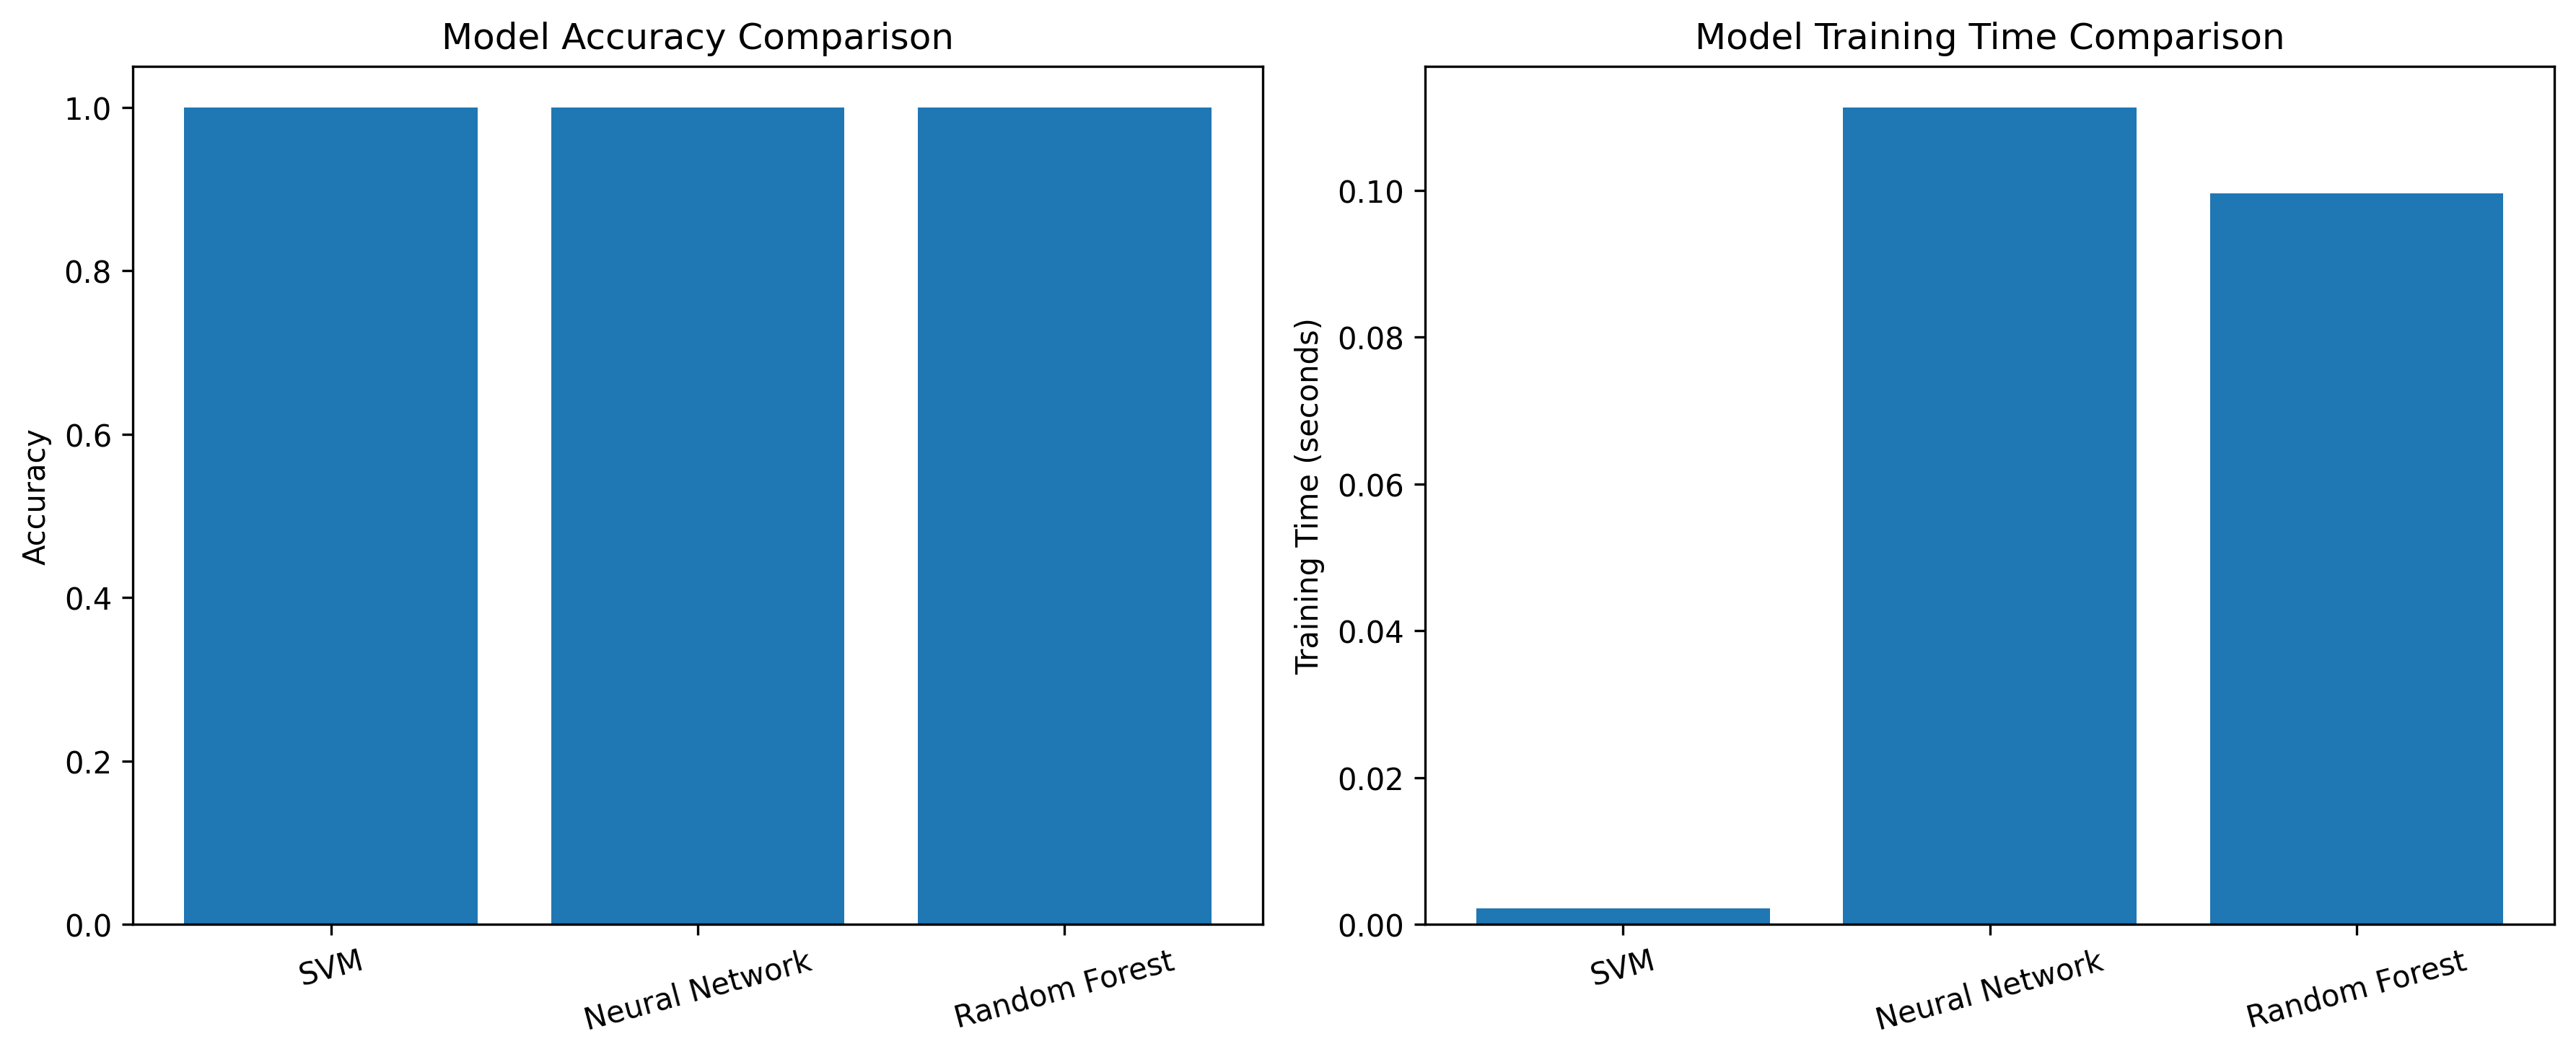 Model Accuracy Comparison
Accuracy
1.0
0.8
0.6
0.4
0.2
0.0
SVM
Neural Network
Random Forest
Model Training Time Comparison
Training Time (seconds)
0.10
0.08
0.06
0.04
0.02
0.00
SVM
Neural Network
Random Forest